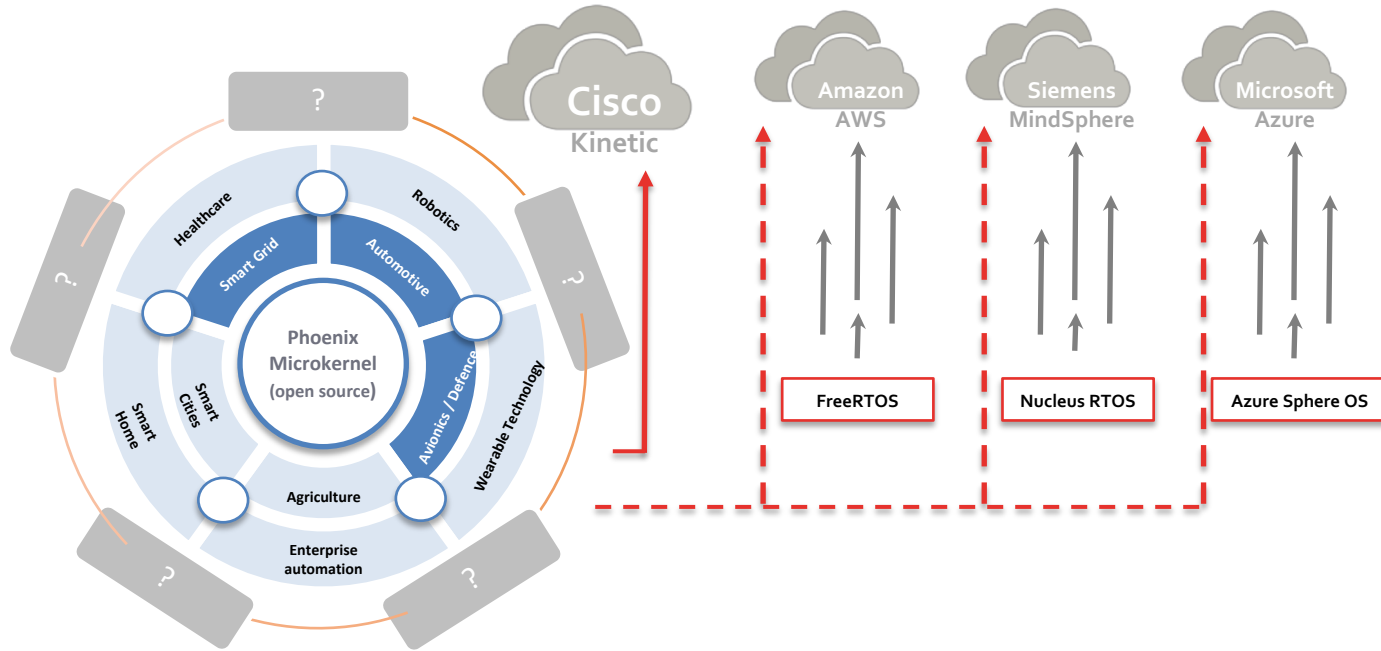 Cisco
Kinetic
Amazon
AWS
Siemens
MindSphere
Microsoft
Azure
?
?
?
?
?
Healthcare
Robotics
Smart Grid
Automotive
Phoenix
Microkernel
(open source)
Avionics / Defence
Wearable Technology
Smart
Cities
Smart
Home
Agriculture
Enterprise
automation
FreeRTOS
Nucleus RTOS
Azure Sphere OS